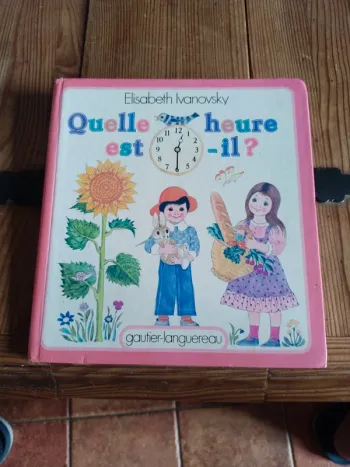 Elisabeth Ivanovsky
Quelle heure
est -il?
gautier-languereau